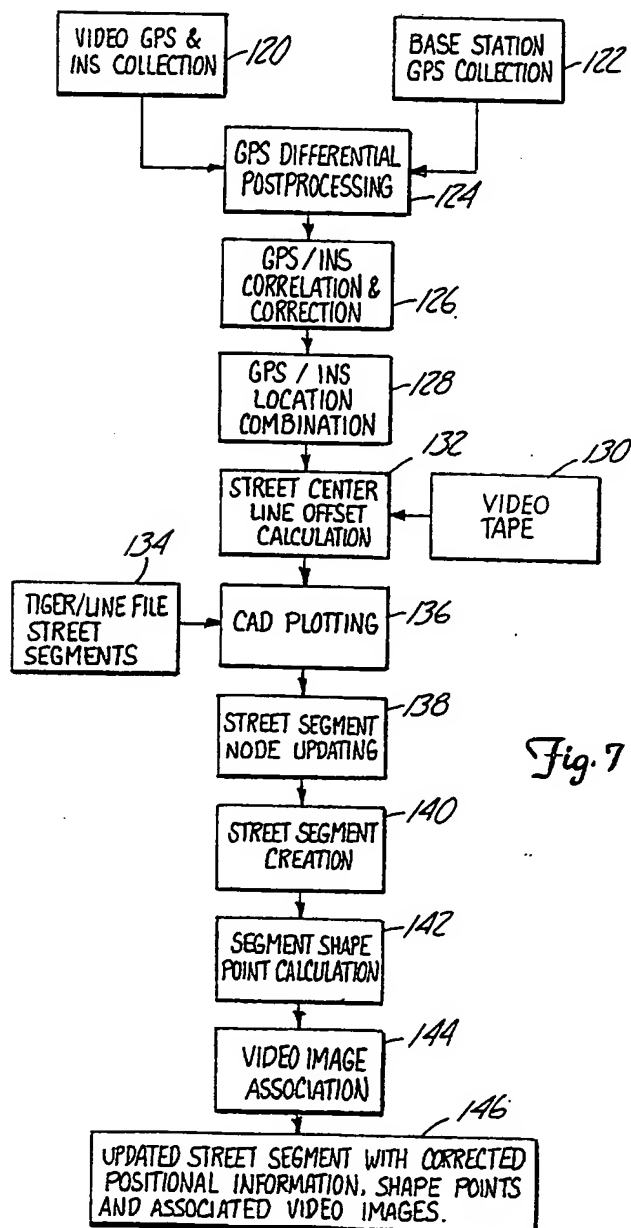 VIDEO GPS &
INS COLLECTION
120
BASE STATION
GPS COLLECTION
122
GPS DIFFERENTIAL
POSTPROCESSING
124
GPS / INS
CORRELATION &
CORRECTION
126.
GPS / INS
LOCATION
COMBINATION
128
132
STREET CENTER
LINE OFFSET
CALCULATION
130
VIDEO
TAPE
134
TIGER/LINE FILE
STREET
SEGMENTS
CAD PLOTTING
136
STREET SEGMENT
NODE UPDATING
138
Fig. 7
STREET SEGMENT
CREATION
140
SEGMENT SHAPE
POINT CALCULATION
142
VIDEO IMAGE
ASSOCIATION
144
146
UPDATED STREET SEGMENT WITH CORRECTED
POSITIONAL INFORMATION, SHAPE POINTS
AND ASSOCIATED VIDEO IMAGES.